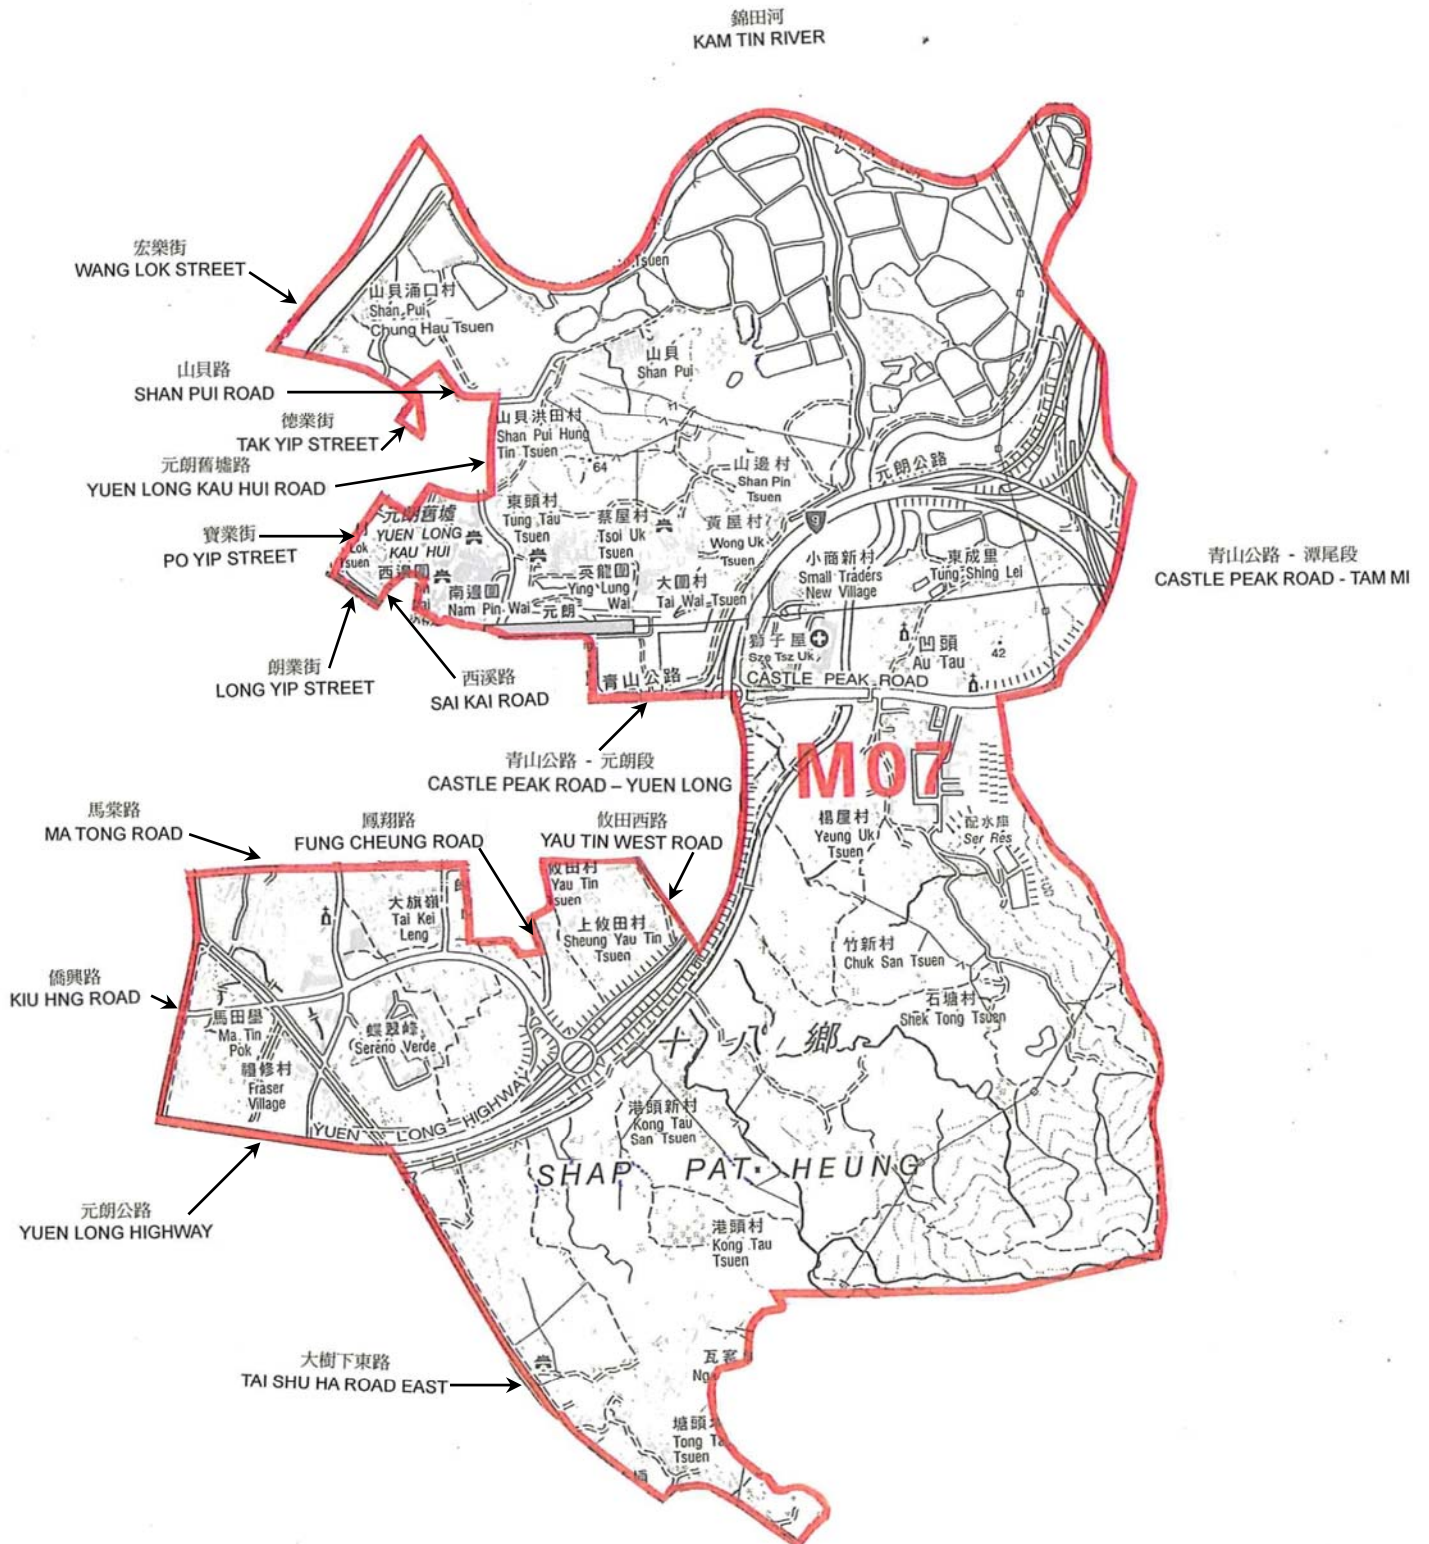 錦田河
KAM TIN RIVER
宏樂街
WANG LOK STREET
Tsuen
山貝涌口村
Shan Pui
Chung Hau Tsuen
山貝
Shan Pui
山貝路
SHAN PUI ROAD
德業街
TAK YIP STREET
元朗舊墟路
YUEN LONG KAU HUI ROAD
山貝洪田村
Shan Pui Hung
Tin Tsuen
64
山邊村
Shan Pin
Tsuen
元朗公路
9
寶業街
PO YIP STREET
元朗舊墟
YUEN LONG
KAU HUI
Lok
Tsuen
西邊圍
東頭村
Tung Tau
Tsuen
蔡屋村
Tsoi Uk
Tsuen
黃屋村
Wong Uk
Tsuen
小商新村
Small Traders
New Village
東成里
Tung Shing Lei
青山公路 - 潭尾段
CASTLE PEAK ROAD - TAM MI
南邊圍
Nam Pin Wai
英龍圍
Ying Lung
Wai
大圍村
Tai Wai Tsuen
元朗
獅子屋
Sze Tsz Uk
凹頭
Au Tau
42
朗業街
LONG YIP STREET
西溪路
SAI KAI ROAD
青山公路
CASTLE PEAK ROAD
青山公路 - 元朗段
CASTLE PEAK ROAD – YUEN LONG
M07
馬棠路
MA TONG ROAD
鳳翔路
FUNG CHEUNG ROAD
攸田西路
YAU TIN WEST ROAD
楊屋村
Yeung Uk
Tsuen
配水庫
Ser Res
攸田村
Yau Tin
Tsuen
大旗嶺
Tai Kei
Leng
上攸田村
Sheung Yau Tin
Tsuen
竹新村
Chuk San Tsuen
僑興路
KIU HNG ROAD
石塘村
Shek Tong Tsuen
馬田壆
Ma Tin
Pok
蝶翠峰
Sereno Verde
十八鄉
禮修村
Fraser
Village
港頭新村
Kong Tau
San Tsuen
YUEN LONG HIGHWAY
SHAP PAT HEUNG
元朗公路
YUEN LONG HIGHWAY
港頭村
Kong Tau
Tsuen
大樹下東路
TAI SHU HA ROAD EAST
瓦窰
Ng
塘頭
Tong Ta
Tsuen